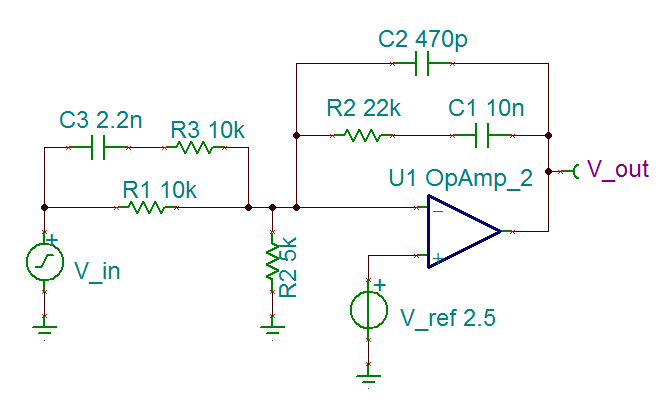 C2 470p
R2 22k
C1 10n
C3 2.2n
R3 10k
R1 10k
U1 OpAmp_2
V_out
R2 5k
V_in
V_ref 2.5